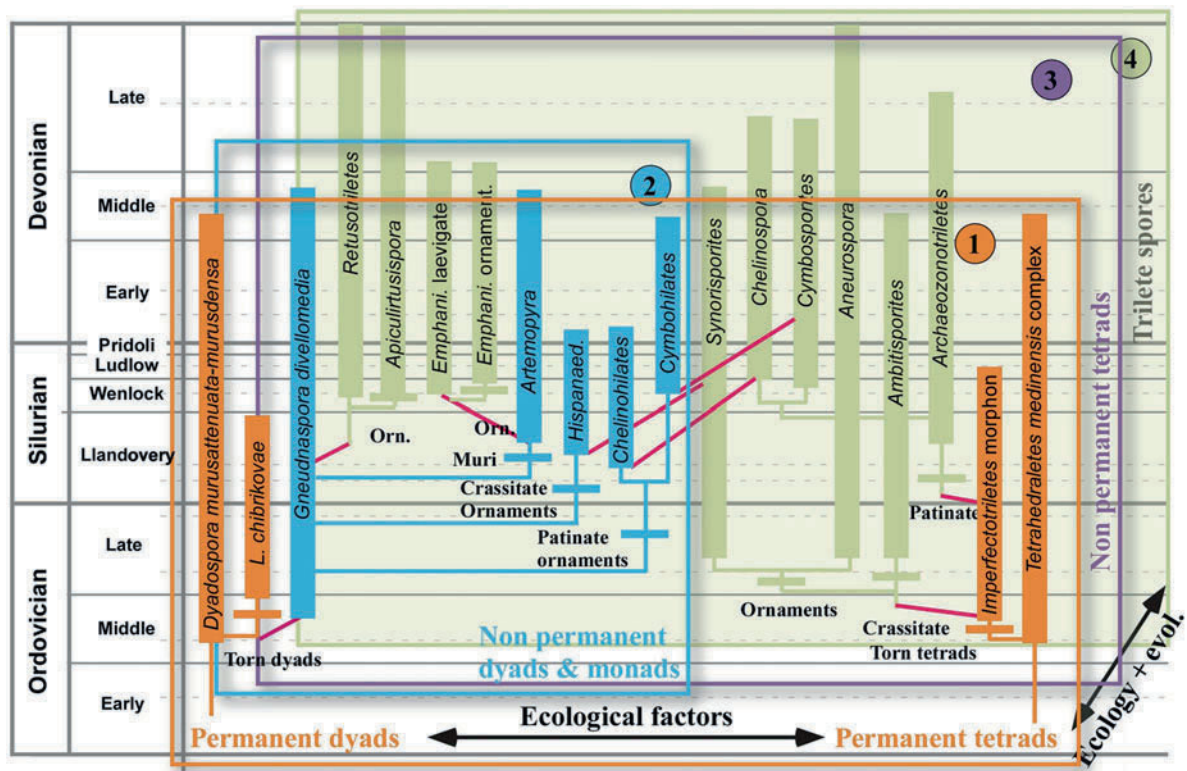 Devonian
Silurian
Ordovician
Late
Middle
Early
Pridoli
Ludlow
Wenlock
Llandovery
Late
Middle
Early
Dyadospora murusattenuata-murusdensa
L. chibrikovae
Gneudnaspora divellomedia
Retusotriletes
Apiculirtusispora
Emphani. laevigate
Emphani. ornament.
Artemopyra
Hispanaed.
Chelinohilates
Cymbohilates
Synorisporites
Chelinospora
Cymbosporites
Aneurospora
Ambitisporites
Archaeozonotriletes
Imperfectotriletes morphon
Tetrahedraletes medinensis complex
1
2
3
4
Trilete spores
Non permanent tetrads
Orn.
Orn.
Muri
Crassitate
Ornaments
Patinate
ornaments
Patinate
Ornaments
Crassitate
Torn tetrads
Torn dyads
Non permanent
dyads & monads
Ecological factors
Permanent dyads
Permanent tetrads
Ecology + evol.